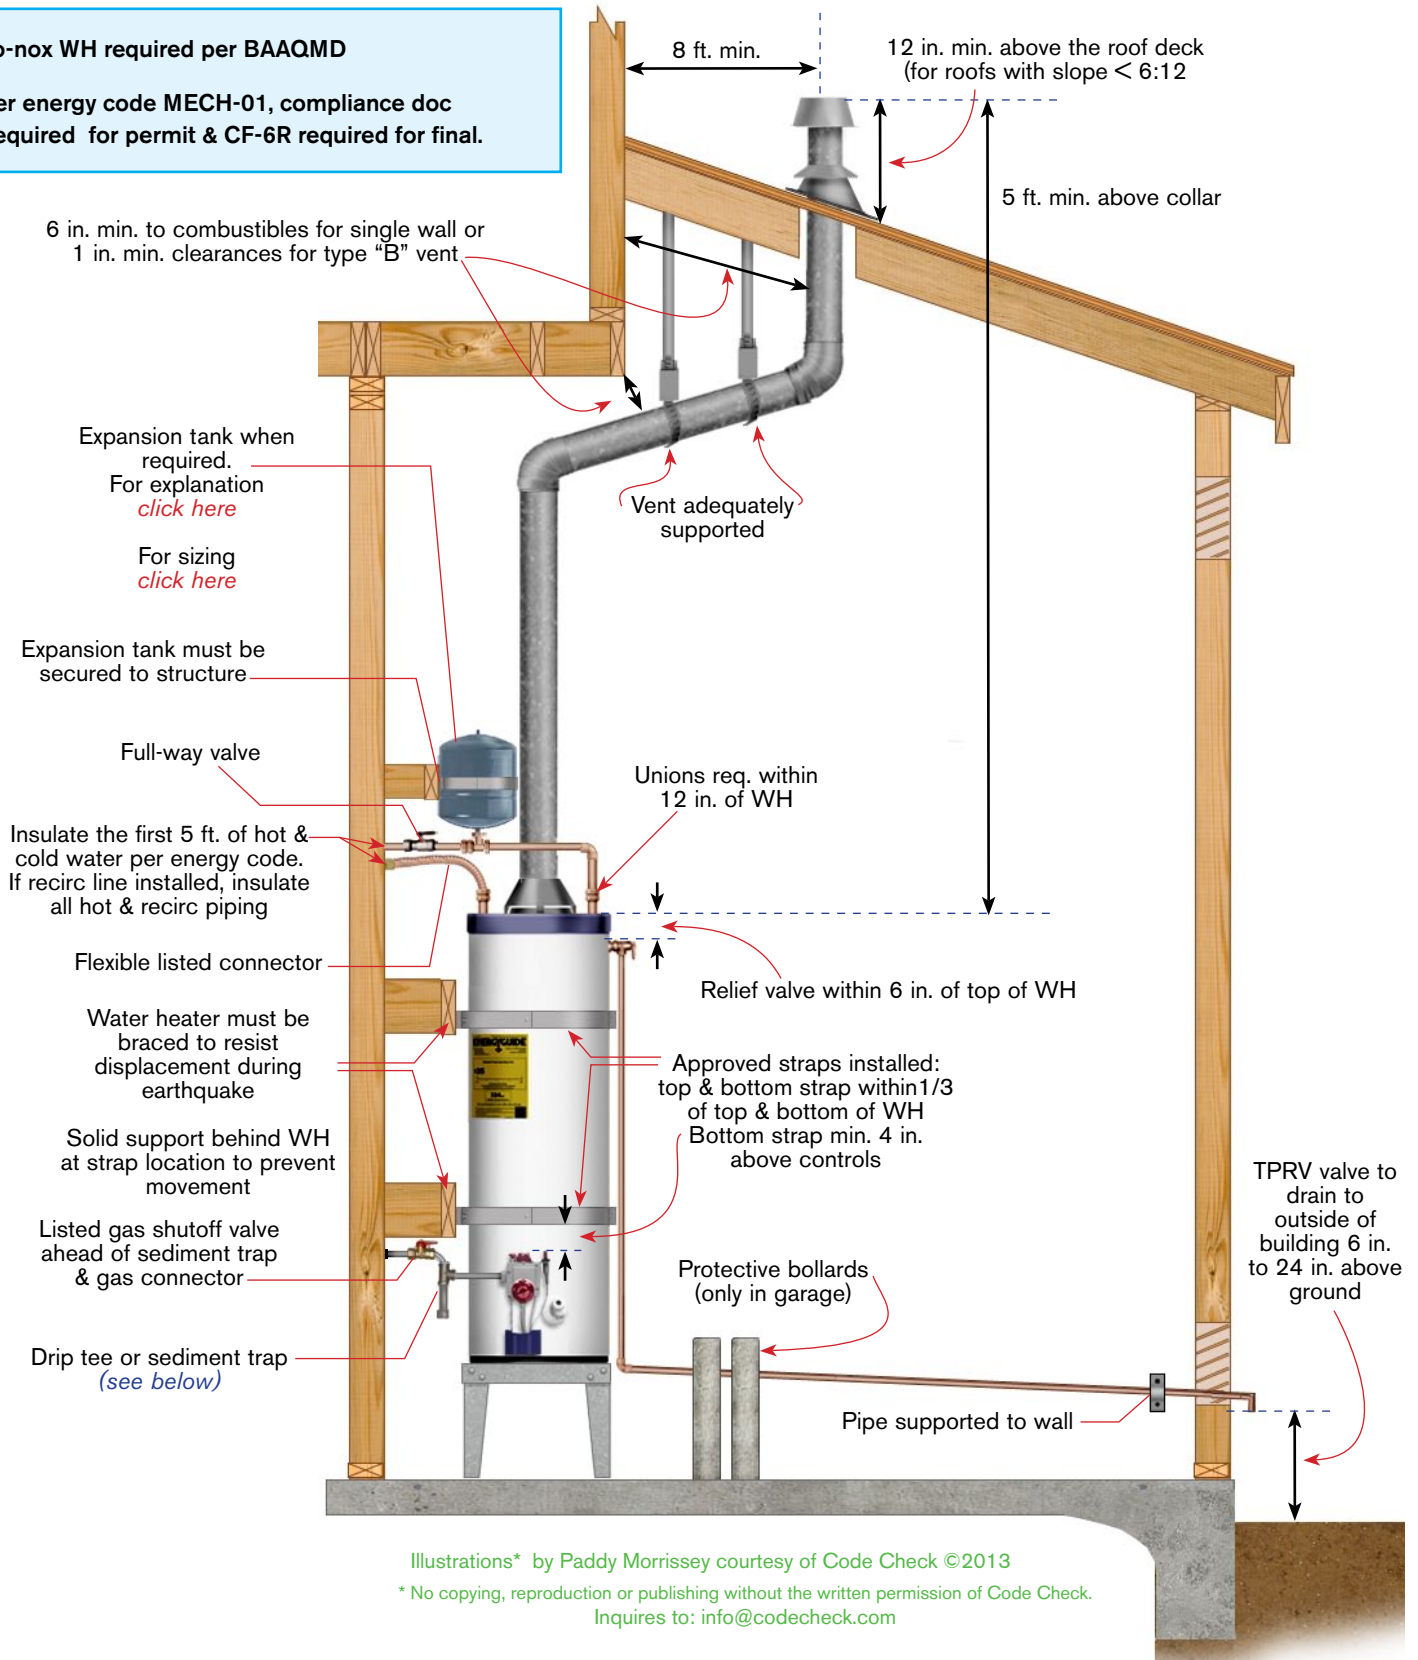 WH required per BAAQMD
energy code MECH-01, compliance doc
required for permit & CF-6R required for final.
8 ft. min.
12 in. min. above the roof deck
(for roofs with slope < 6:12
5 ft. min. above collar
6 in. min. to combustibles for single wall or
1 in. min. clearances for type “B” vent
Expansion tank when
required.
For explanation
click here
For sizing
click here
Vent adequately
supported
Expansion tank must be
secured to structure
Full-way valve
Unions req. within
12 in. of WH
Insulate the first 5 ft. of hot &
cold water per energy code.
If recirc line installed, insulate
all hot & recirc piping
Flexible listed connector
Relief valve within 6 in. of top of WH
Water heater must be
braced to resist
displacement during
earthquake
ENERGYGUIDE
Approved straps installed:
top & bottom strap within1/3
of top & bottom of WH
Bottom strap min. 4 in.
above controls
Solid support behind WH
at strap location to prevent
movement
TPRV valve to
drain to
outside of
building 6 in.
to 24 in. above
ground
Listed gas shutoff valve
ahead of sediment trap
& gas connector
Protective bollards
(only in garage)
Drip tee or sediment trap
(see below)
Pipe supported to wall
Illustrations* by Paddy Morrissey courtesy of Code Check ©2013
* No copying, reproduction or publishing without the written permission of Code Check.
Inquires to: info@codecheck.com